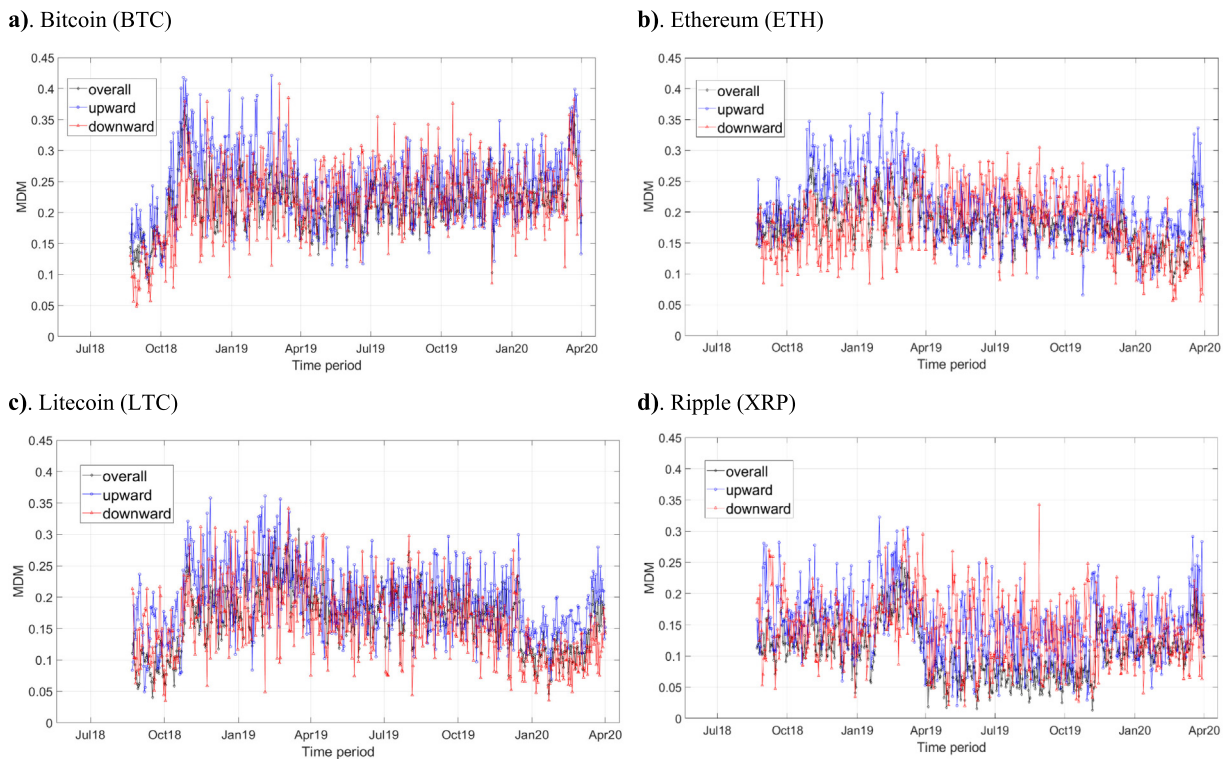 a). Bitcoin (BTC)
b). Ethereum (ETH)
0.45
0.4
0.35
0.3
0.25
0.2
0.15
0.1
0.05
0
MDM
overall
upward
downward
Jul18 Oct18 Jan19 Apr19 Jul19 Oct19 Jan20 Apr20
Time period
0.45
0.4
0.35
0.3
0.25
0.2
0.15
0.1
0.05
0
MDM
overall
upward
downward
Jul18 Oct18 Jan19 Apr19 Jul19 Oct19 Jan20 Apr20
Time period
c). Litecoin (LTC)
d). Ripple (XRP)
0.45
0.4
0.35
0.3
0.25
0.2
0.15
0.1
0.05
0
MDM
overall
upward
downward
Jul18 Oct18 Jan19 Apr19 Jul19 Oct19 Jan20 Apr20
Time period
0.45
0.4
0.35
0.3
0.25
0.2
0.15
0.1
0.05
0
MDM
overall
upward
downward
Jul18 Oct18 Jan19 Apr19 Jul19 Oct19 Jan20 Apr20
Time period